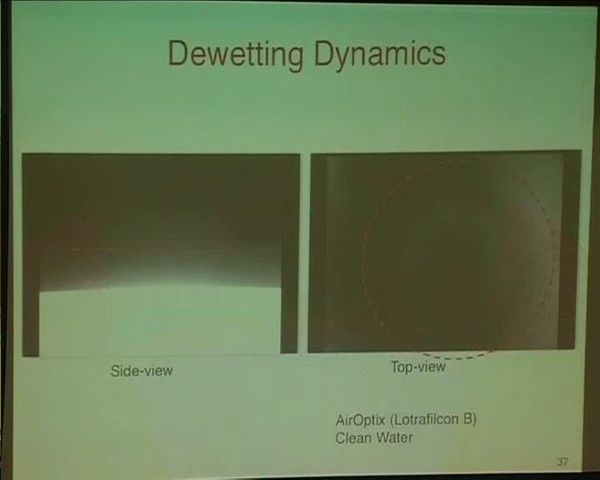 Dewetting Dynamics
Side-view
Top-view
AirOptix (Lotrafilcon B)
Clean Water
37